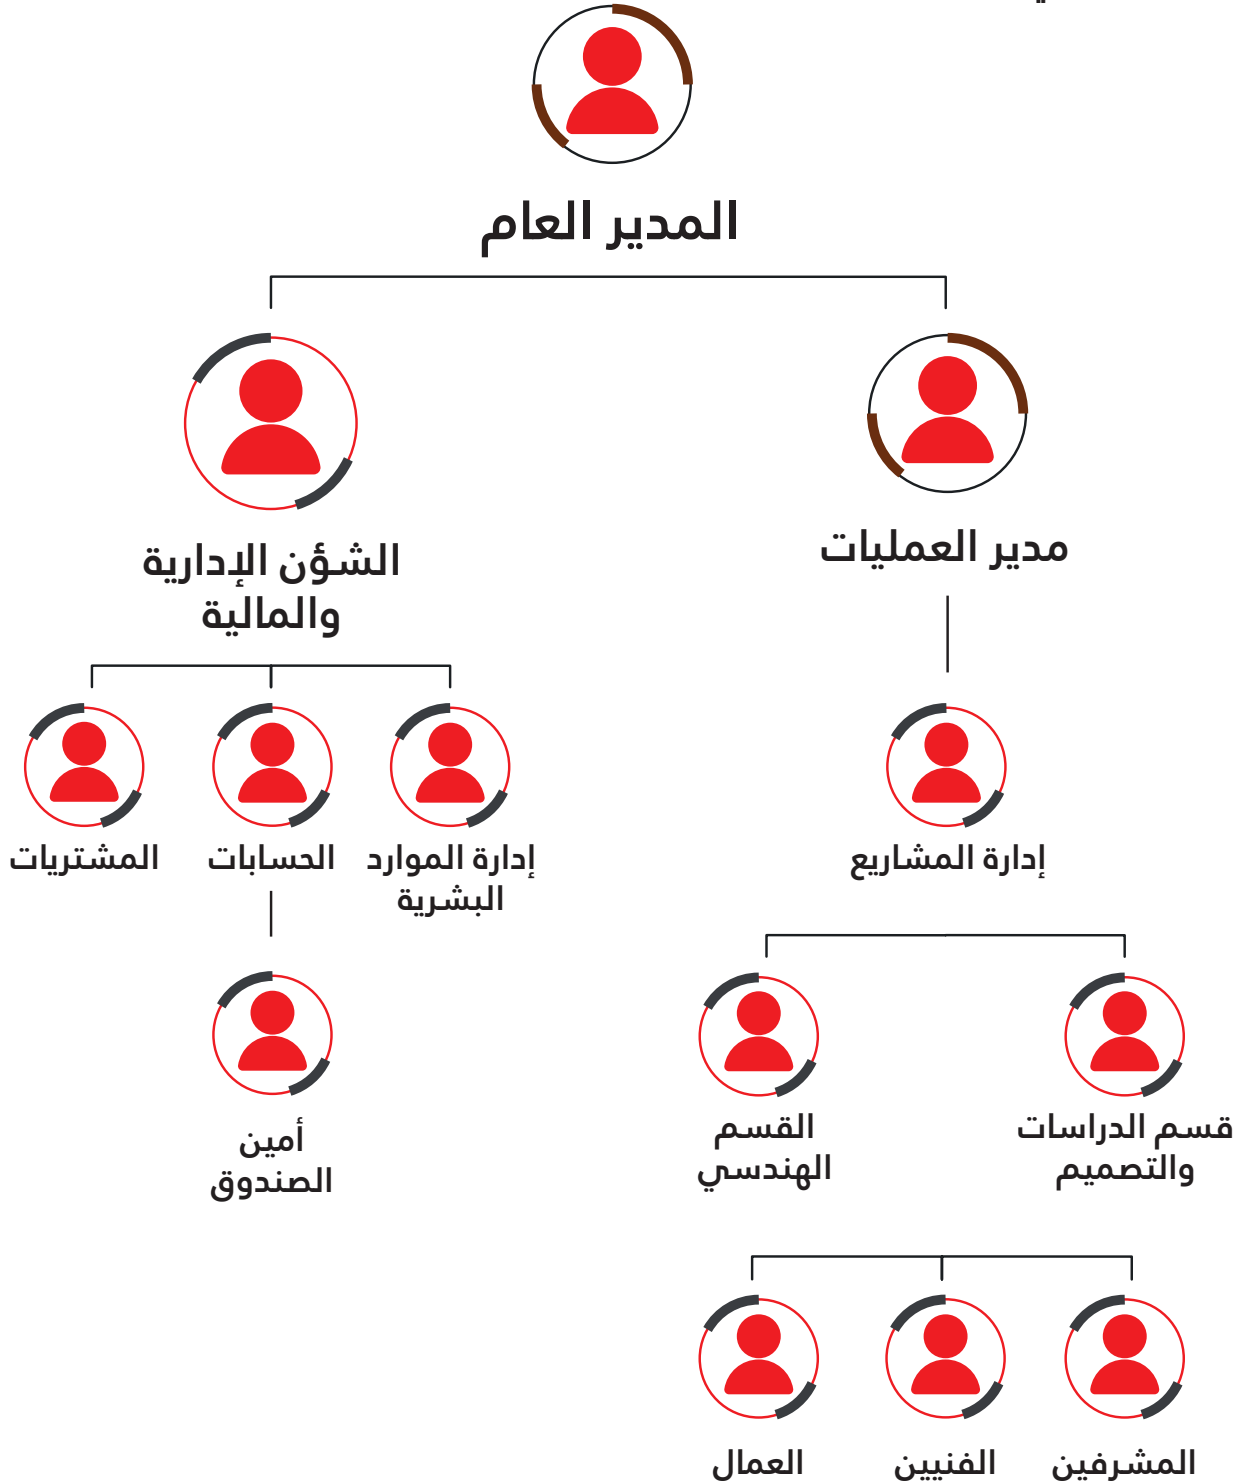 المدير العام
مدير العمليات
الشؤن الإدارية
والمالية
إدارة المشاريع
إدارة الموارد
البشرية
الحسابات
المشتريات
قسم الدراسات
والتصميم
القسم
الهندسي
أمين
الصندوق
المشرفين
الفنيين
العمال